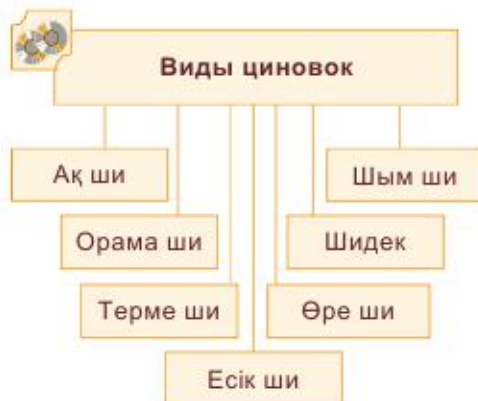 Виды циновок
Ақ ши
Шым ши
Орама ши
Шидек
Терме ши
Өре ши
Есік ши